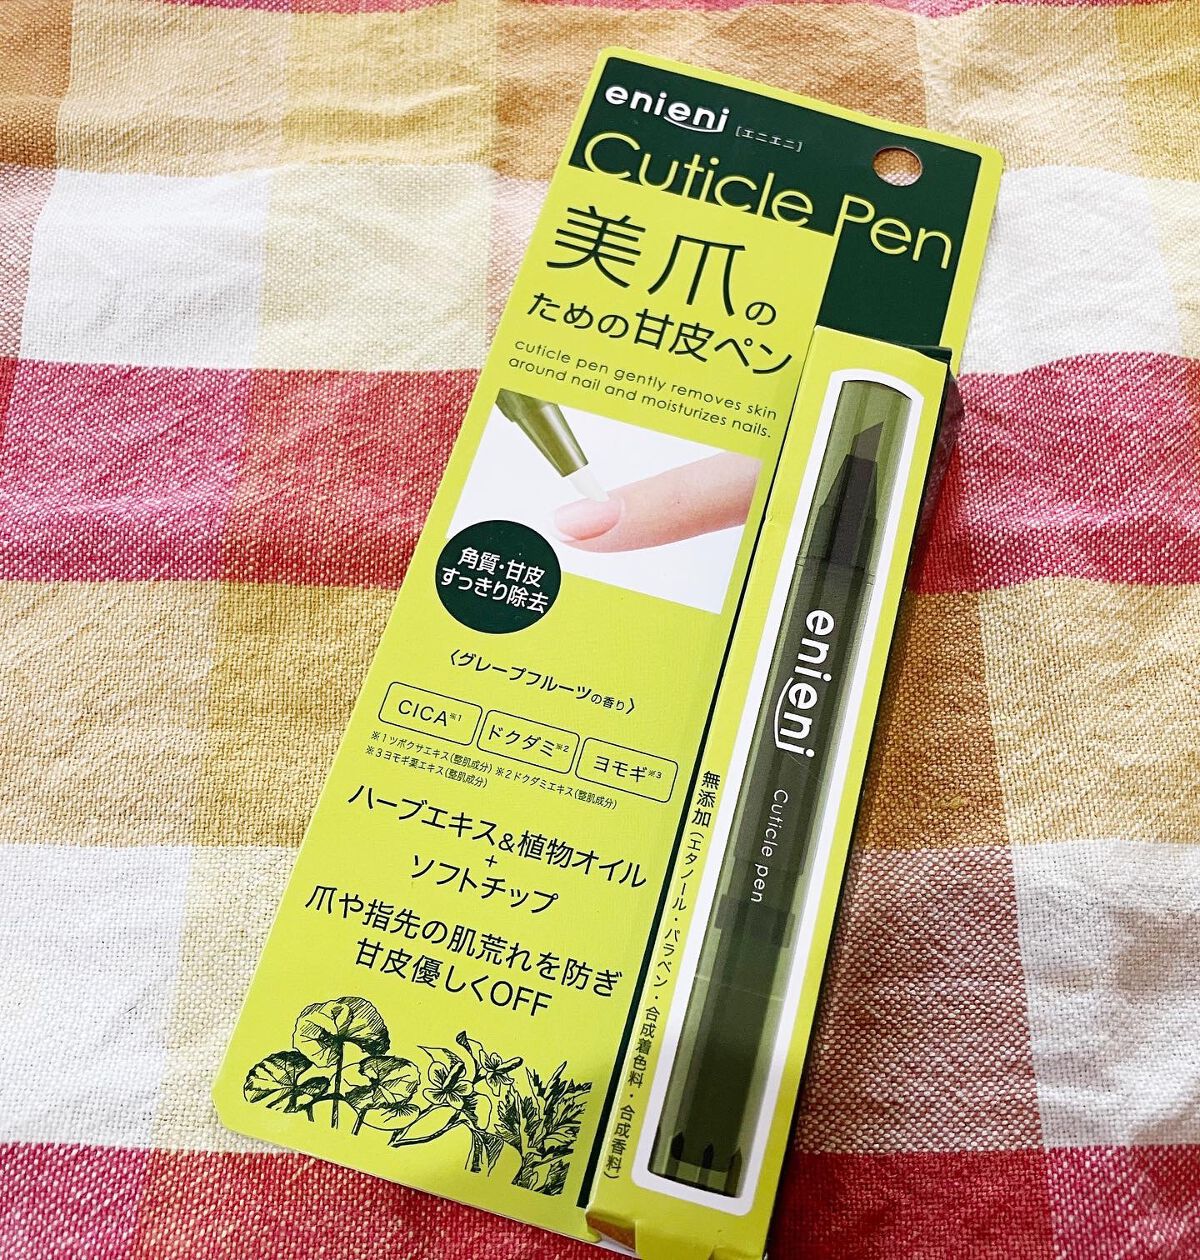 enieni
[エニエニ]
Cuticle Pen
美爪の
ための甘皮ペン
cuticle pen gently removes skin
around nail and moisturizes nails.
角質・甘皮
すっきり除去
〈グレープフルーツの香り〉
CICA※1
ドクダミ※2
ヨモギ※3
※1ツボクサエキス(整肌成分) ※2ドクダミエキス(整肌成分)
※3ヨモギ葉エキス(整肌成分)
ハーブエキス&植物オイル
+
ソフトチップ
爪や指先の肌荒れを防ぎ
甘皮優しくOFF
無添加(エタノール・パラベン・合成着色料・合成香料)
enieni
Cuticle pen